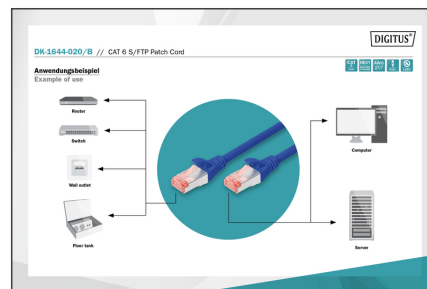 DIGITUS®
DK-1644-020/B // CAT 6 S/FTP Patch Cord
Anwendungsbeispiel
Example of use
Router
Switch
Wall outlet
Floor tank
Computer
Server